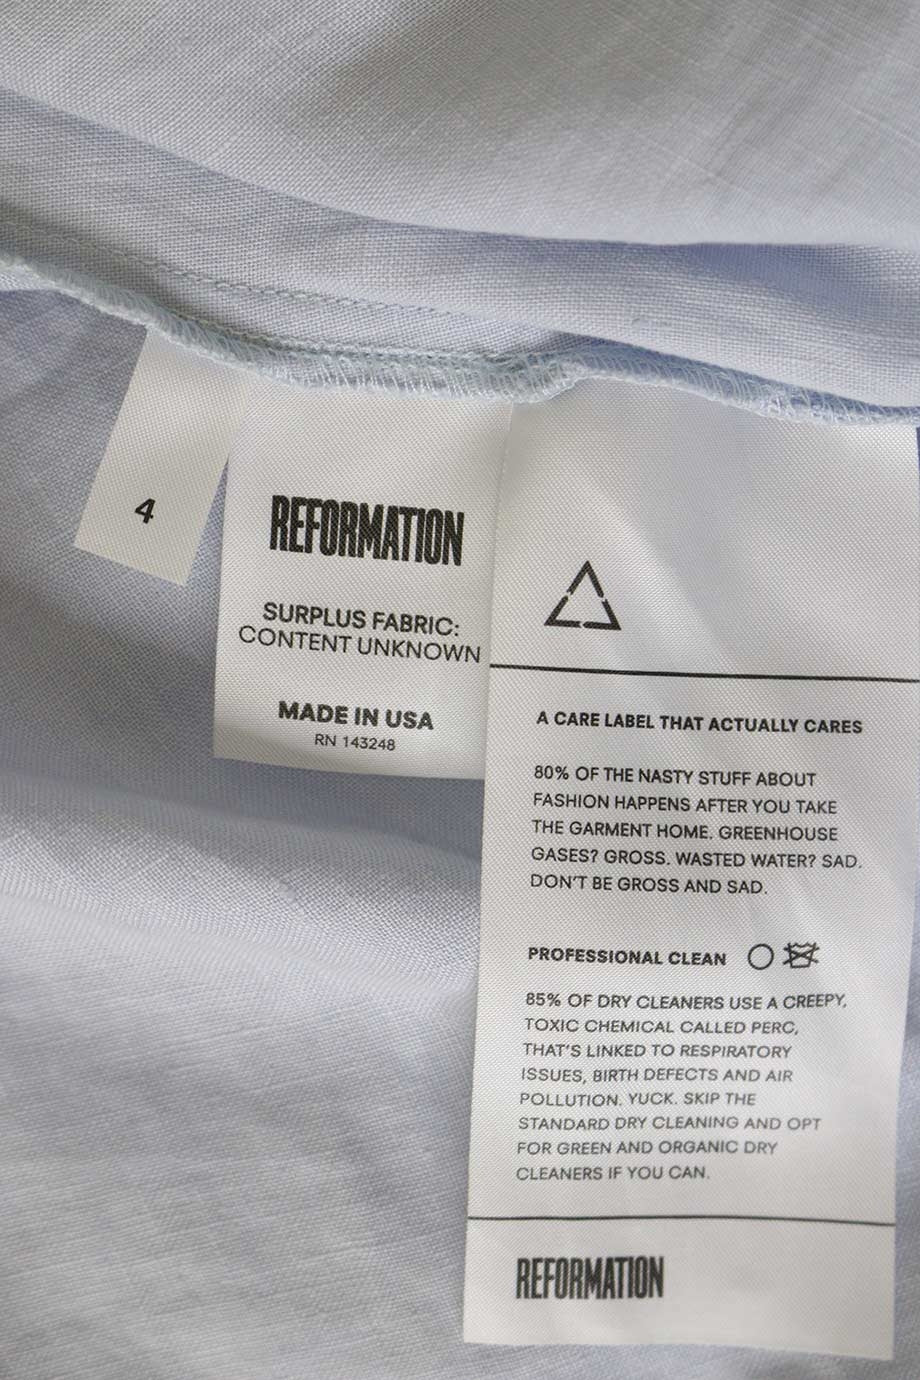 4
REFORMATION
SURPLUS FABRIC:
CONTENT UNKNOWN
MADE IN USA
RN 143248
A CARE LABEL THAT ACTUALLY CARES
80% OF THE NASTY STUFF ABOUT
FASHION HAPPENS AFTER YOU TAKE
THE GARMENT HOME. GREENHOUSE
GASES? GROSS. WASTED WATER? SAD.
DON'T BE GROSS AND SAD.
PROFESSIONAL CLEAN
85% OF DRY CLEANERS USE A CREEPY,
TOXIC CHEMICAL CALLED PERC,
THAT'S LINKED TO RESPIRATORY
ISSUES, BIRTH DEFECTS AND AIR
POLLUTION. YUCK. SKIP THE
STANDARD DRY CLEANING AND OPT
FOR GREEN AND ORGANIC DRY
CLEANERS IF YOU CAN.
REFORMATION